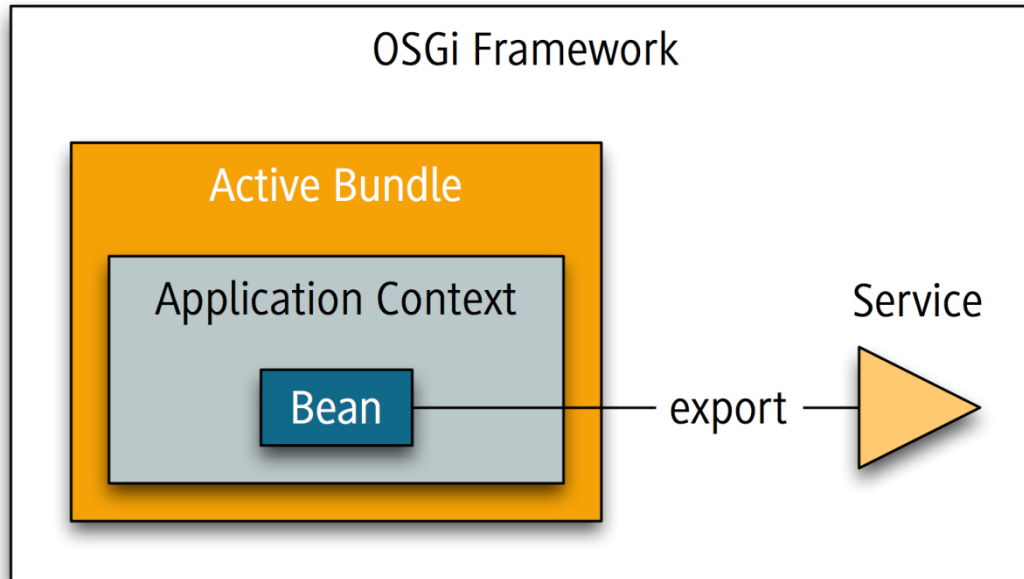 OSGi Framework
Active Bundle
Application Context
Service
Bean
export